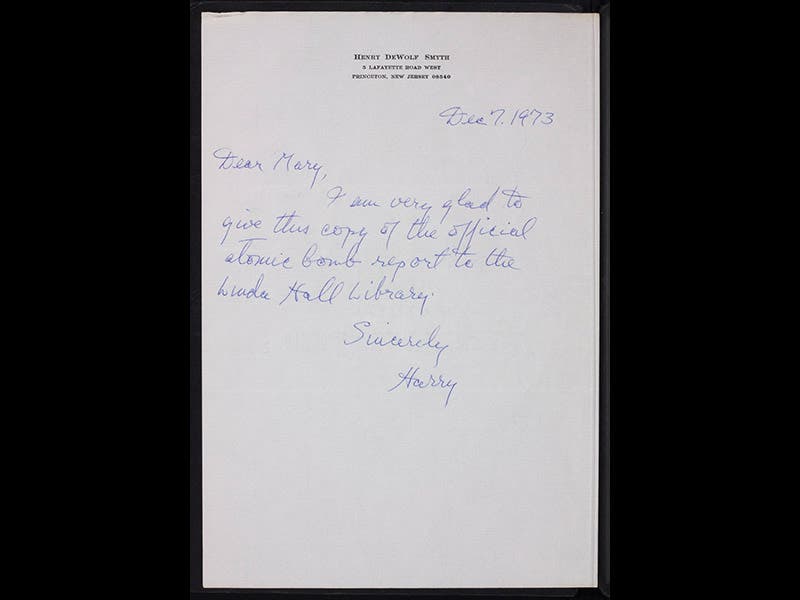 HENRY DEWOLF SMYTH
5 LAFAYETTE ROAD WEST
PRINCETON, NEW JERSEY 08540
Dec 7. 1973
Dear Mary,
I am very glad to
give this copy of the official
atomic bomb report to the
Linda Hall Library.
Sincerely
Harry